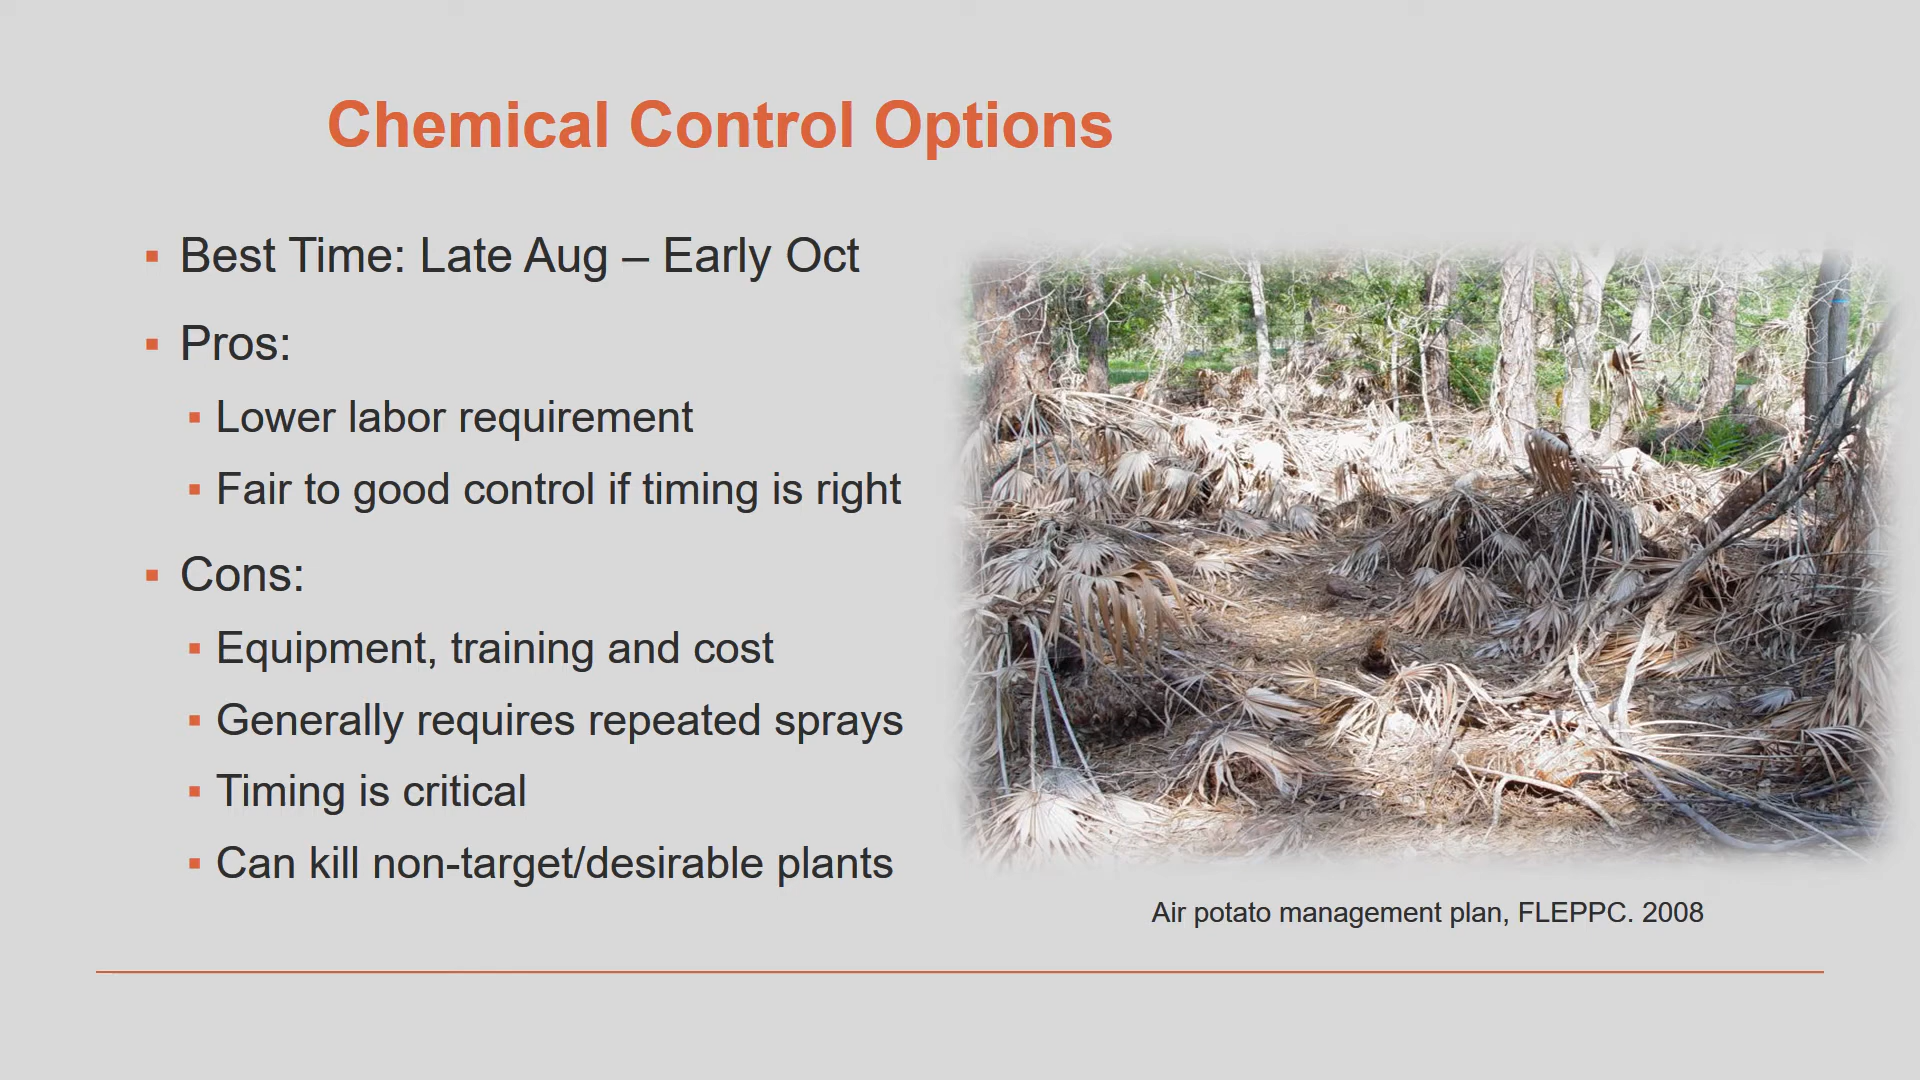 Chemical Control Options
▪ Best Time: Late Aug – Early Oct
▪ Pros:
▪ Lower labor requirement
▪ Fair to good control if timing is right
▪ Cons:
▪ Equipment, training and cost
▪ Generally requires repeated sprays
▪ Timing is critical
▪ Can kill non-target/desirable plants
Air potato management plan, FLEPPC. 2008